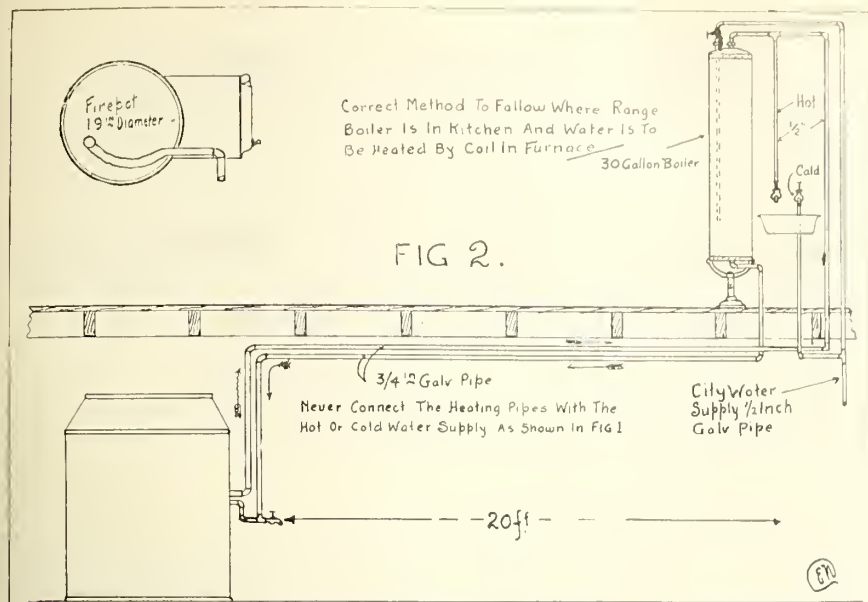 Firepot
19 in Diameter
Correct Method To Follow Where Range
Boiler Is In Kitchen And Water Is To
Be Heated By Coil In Furnace
30 Gallon Boiler
Hot
1/2"
Cold
FIG 2.
3/4 in Galv Pipe
Never Connect The Heating Pipes With The
Hot Or Cold Water Supply As Shown In FIG 1
City Water
Supply 1/2 Inch
Galv Pipe
20 ft
EN